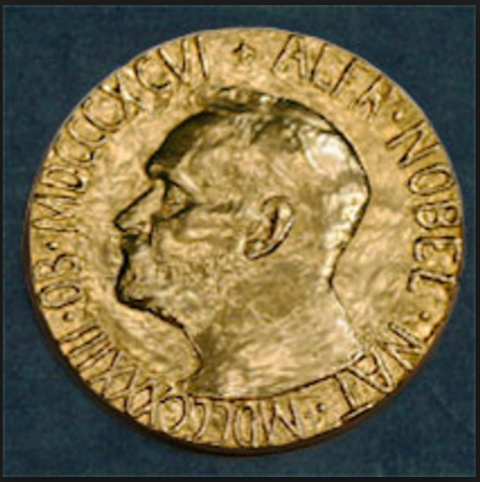 ALFR · NOBEL · NAT · MDCCCXXXIII · OB · MDCCCXCVI